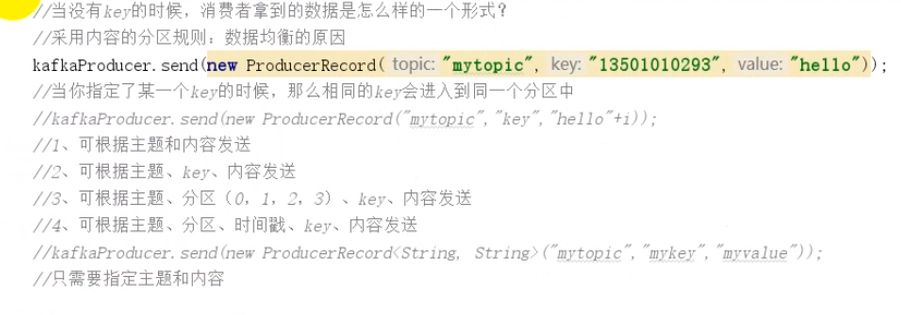 //当没有key的时候，消费者拿到的数据是怎么样的一个形式？
//采用内容的分区规则：数据均衡的原因
kafkaProducer.send(new ProducerRecord( topic: "mytopic", key: "13501010293", value: "hello"));
//当你指定了某一个key的时候，那么相同的key会进入到同一个分区中
//kafkaProducer.send(new ProducerRecord("mytopic","key","hello"+i));
//1、可根据主题和内容发送
//2、可根据主题、key、内容发送
//3、可根据主题、分区（0，1，2，3）、key、内容发送
//4、可根据主题、分区、时间戳、key、内容发送
//kafkaProducer.send(new ProducerRecord<String, String>("mytopic","mykey","myvalue"));
//只需要指定主题和内容